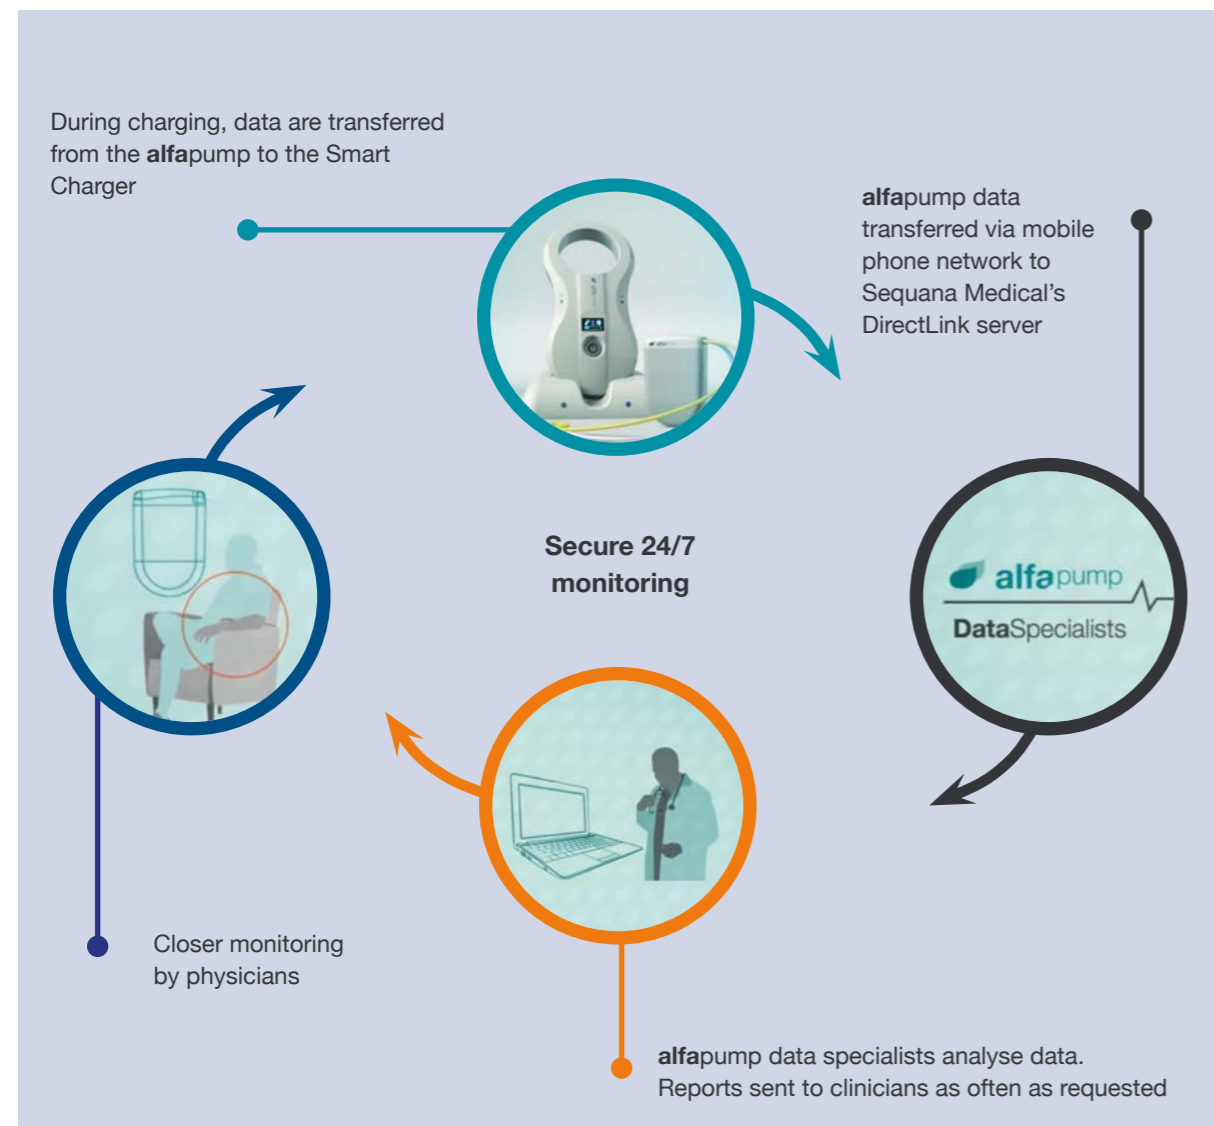 During charging, data are transferred
from the alfapump to the Smart
Charger
alfapump data
transferred via mobile
phone network to
Sequana Medical's
DirectLink server
alfa
Secure 24/7
monitoring
alfapump
DataSpecialists
Closer monitoring
by physicians
alfapump data specialists analyse data.
Reports sent to clinicians as often as requested